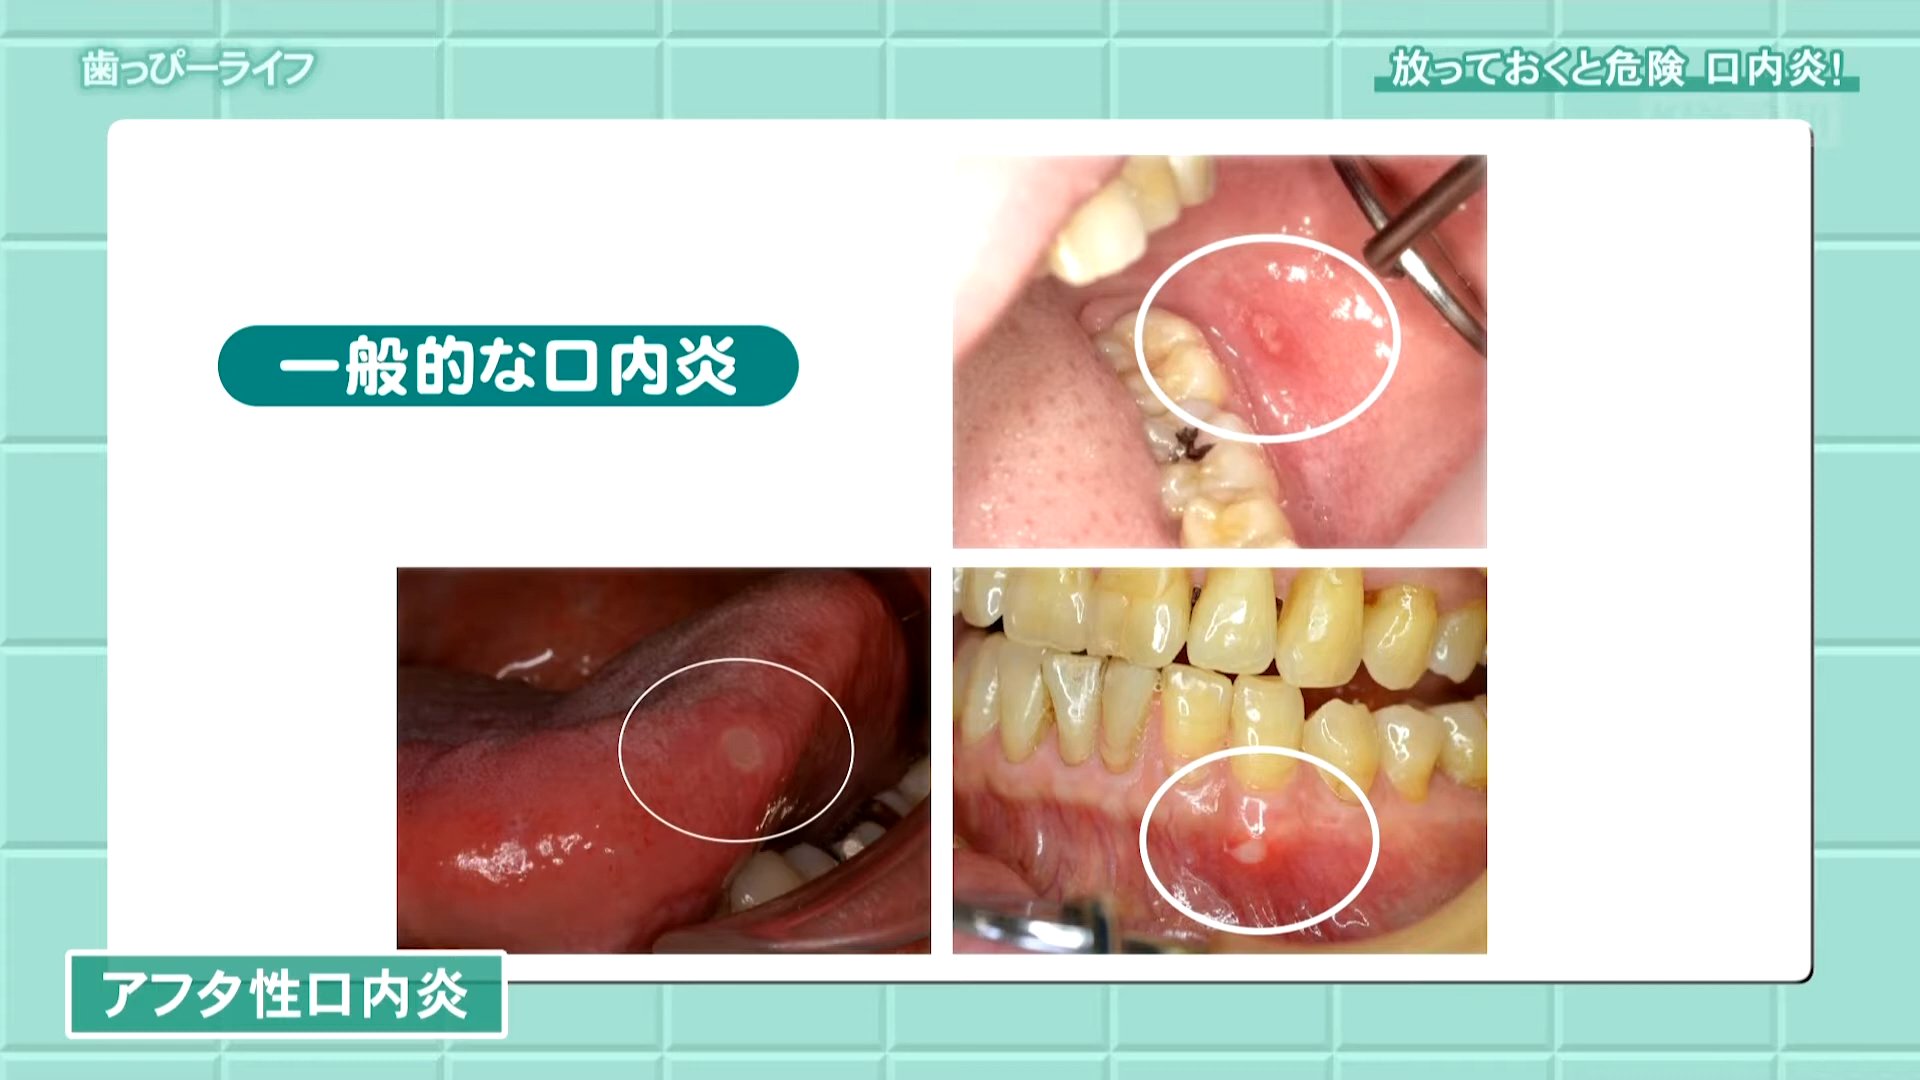 歯っぴーライフ
放っておくと危険 口内炎!
一般的な口内炎
アフタ性口内炎